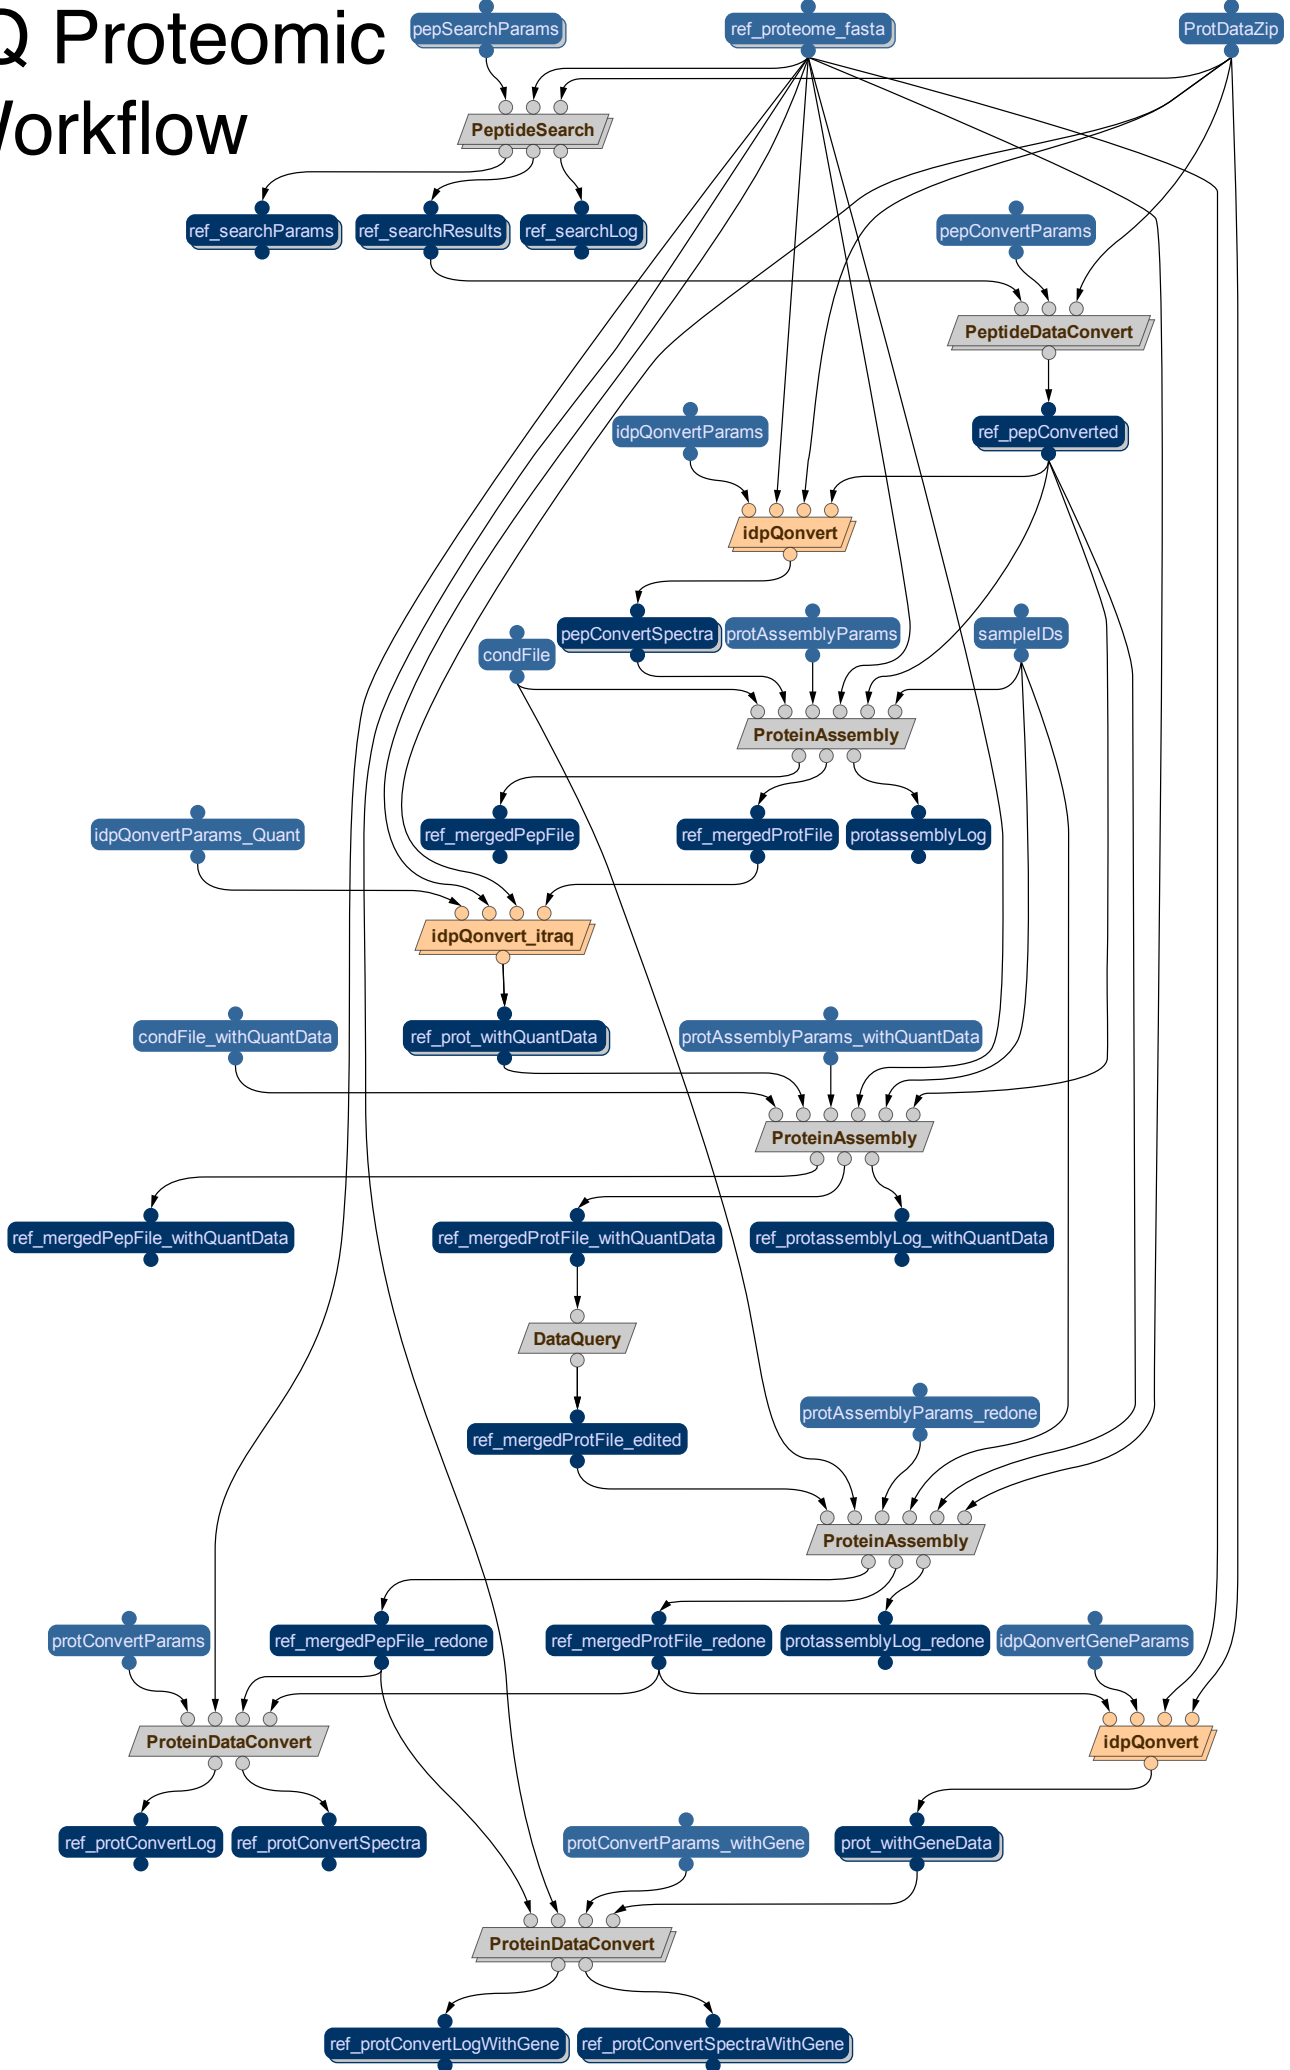 Q Proteomic
Workflow
pepSearchParams
ref_proteome_fasta
ProtDataZip
PeptideSearch
ref_searchParams
ref_searchResults
ref_searchLog
pepConvertParams
PeptideDataConvert
idpQonvertParams
ref_pepConverted
idpQonvert
condFile
pepConvertSpectra
protAssemblyParams
sampleIDs
ProteinAssembly
idpQonvertParams_Quant
ref_mergedPepFile
ref_mergedProtFile
protassemblyLog
idpQonvert_itraq
condFile_withQuantData
ref_prot_withQuantData
protAssemblyParams_withQuantData
ProteinAssembly
ref_mergedPepFile_withQuantData
ref_mergedProtFile_withQuantData
ref_protassemblyLog_withQuantData
DataQuery
protAssemblyParams_redone
ref_mergedProtFile_edited
ProteinAssembly
protConvertParams
ref_mergedPepFile_redone
ref_mergedProtFile_redone
protassemblyLog_redone
idpQonvertGeneParams
ProteinDataConvert
idpQonvert
ref_protConvertLog
ref_protConvertSpectra
protConvertParams_withGene
prot_withGeneData
ProteinDataConvert
ref_protConvertLogWithGene
ref_protConvertSpectraWithGene